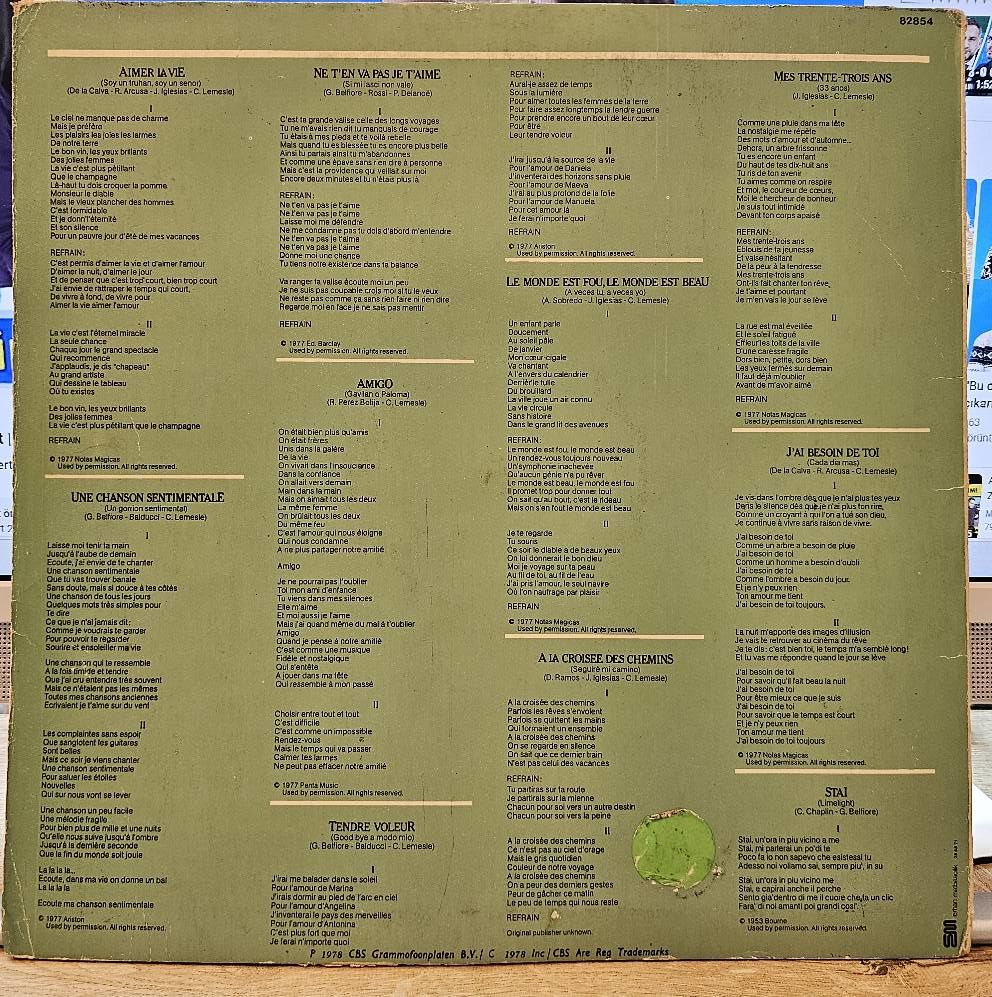 82854
AIMER LA VIE
(Soy un truhan, soy un senor)
(De la Calva - R. Arcusa - J. Iglesias - C. Lemesle)
I
Le ciel ne manque pas de charme
Mais je préfère
Les plaisirs les joies les larmes
De notre terre
Le bon vin, les yeux brillants
Des jolies femmes
La vie c'est plus pétillant
Que le champagne
Là-haut tu dois croquer la pomme
Monsieur le diable
Mais le vieux plancher des hommes
C'est formidable
Et je donn't'éternité
Et son silence
Pour un pauvre jour d'été de mes vacances
REFRAIN:
C'est permis d'aimer la vie et d'aimer l'amour
D'aimer la nuit, d'aimer le jour
Et de penser que c'est trop court, bien trop court
J'ai envie de rattraper le temps qui court,
De vivre à fond, de vivre pour
Aimer la vie aimer l'amour
II
La vie c'est l'éternel miracle
La seule chance
Chaque jour le grand spectacle
Qui recommence
J'applaudis, je dis "chapeau"
Au grand artiste
Qui dessine le tableau
Où tu existes
Le bon vin, les yeux brillants
Des jolies femmes
La vie c'est plus pétillant que le champagne
REFRAIN
© 1977 Notas Magicas
Used by permission. All rights reserved.
UNE CHANSON SENTIMENTALE
(Un gorrion sentimental)
(G. Belfiore - Balducci - C. Lemesle)
I
Laisse moi tenir ta main
Jusqu'à l'aube de demain
Ecoute, j'ai envie de te chanter
Une chanson sentimentale
Que tu vas trouver banale
Sans doute, mais si douce à tes côtés
Une chanson de tous les jours
Quelques mots très simples pour
Te dire
Ce que je n'ai jamais dit:
Comme je voudrais te garder
Pour pouvoir te regarder
Sourire et ensoleiller ma vie
Une chanson qui te ressemble
A la fois timide et tendre
Que j'ai cru entendre très souvent
Mais ce n'étaient pas les mêmes
Toutes mes chansons anciennes
Ecrivaient je t'aime sur du vent
II
Les complaintes sans espoir
Que sanglotent les guitares
Sont belles
Mais ce soir je viens chanter
Une chanson sentimentale
Pour saluer les étoiles
Nouvelles
Qui sur nous vont se lever
Une chanson un peu facile
Une mélodie fragile
Pour bien plus de mille et une nuits
Qu'elle nous suive jusqu'à l'ombre
Jusqu'à la dernière seconde
Que la fin du monde soit jouie
La la la la...
Ecoute, dans ma vie on donne un bal
La la la la
Ecoute ma chanson sentimentale
© 1977 Ariston
Used by permission. All rights reserved.
NE T'EN VA PAS JE T'AIME
(Si mi lasci non vale)
(G. Belfiore - Rossi - P. Delancé)
I
C'est ta grande valise celle des longs voyages
Tu ne m'avais rien dit tu manquais de courage
Tu étais à mes pieds et te voilà rebelle
Mais quand tu es blessée tu es encore plus belle
Ainsi tu partais ainsi tu m'abandonnes
Et comme une épave sans rien dire à personne
Mais c'est la providence qui veillait sur moi
Encore deux minutes et tu n'étais plus là
REFRAIN:
Ne t'en va pas je t'aime
Ne t'en va pas je t'aime
Laisse moi me défendre
Ne me condamne pas tu dois d'abord m'entendre
Ne t'en va pas je t'aime
Ne t'en va pas je t'aime
Donne moi une chance
Tu tiens notre existence dans ta balance
Va ranger ta valise écoute moi un peu
Je ne suis pas coupable crois moi si tu le veux
Ne reste pas comme ça sans rien faire ni rien dire
Regarde moi en face je ne sais pas mentir
REFRAIN
© 1977 Ed. Barclay
Used by permission. All rights reserved.
AMIGO
(Gavilan o Paloma)
(R. Perez Botija - C. Lemesle)
I
On était bien plus qu'amis
On était frères
Unis dans la galère
De la vie
On vivait dans l'insouciance
Dans la confiance
On allait vers demain
Main dans la main
Mais on aimait tous les deux
La même femme
On brûlait tous les deux
Du même feu
C'est l'amour qui nous éloigne
Qui nous condamne
A ne plus partager notre amitié
Amigo
Je ne pourrai pas t'oublier
Toi mon ami d'enfance
Tu viens dans mes silences
Elle m'aime
Et moi aussi je l'aime
Mais j'ai quand même du mal à t'oublier
Amigo
Quand je pense à notre amitié
C'est comme une musique
Fidèle et nostalgique
Qui s'entête
A jouer dans ma tête
Qui ressemble à mon passé
II
Choisir entre tout et tout
C'est difficile
C'est comme un impossible
Rendez-vous
Mais le temps qui va passer
Calmer tes larmes
Ne peut pas effacer notre amitié
© 1977 Penta Music
Used by permission. All rights reserved.
TENDRE VOLEUR
(Good bye a modo mio)
(G. Belfiore - Balducci - C. Lemesle)
I
J'irai me balader dans le soleil
Pour l'amour de Marina
J'irais dormir au pied de l'arc en ciel
Pour l'amour d'Angelina
J'inventerai le pays des merveilles
Pour l'amour d'Antonina
C'est plus fort que moi
Je ferai n'importe quoi
REFRAIN:
Aurai-je assez de temps
Sous la lumière
Pour aimer toutes les femmes de la terre
Pour faire assez longtemps la tendre guerre
Pour prendre encore un bout de leur cœur
Pour être
Leur tendre voleur
II
J'irai jusqu'à la source de la vie
Pour l'amour de Daniela
J'inventerai des horizons sans pluie
Pour l'amour de Maeva
J'irai au plus profond de la folie
Pour l'amour de Manuela
Pour cet amour là
Je ferai n'importe quoi
REFRAIN
© 1977 Ariston
Used by permission. All rights reserved.
LE MONDE EST FOU, LE MONDE EST BEAU
(A veces tu, a veces yo)
(A. Sobredo - J. Iglesias - C. Lemesle)
I
Un enfant parle
Doucement
Au soleil pâle
De janvier
Mon cœur cigale
Va chantant
A l'envers du calendrier
Derrièr'le tulle
Du brouillard
La ville joue un air connu
La vie circule
Sans histoire
Dans le grand lit des avenues
REFRAIN:
Le monde est fou, le monde est beau
Un rendez-vous toujours nouveau
Un'symphonie inachevée
Qu'aucun génie n'a pu rêver
Le monde est beau, le monde est fou
Il promet trop pour donner tout
On sait qu'au bout, c'est le rideau
Mais on s'en fout le monde est beau
II
Je te regarde
Tu souris
Ce soir le diable a de beaux yeux
On lui donnerait le bon dieu
Moi je voyage sur ta peau
Au fil de toi, au fil de l'eau
J'ai pris l'amour, le seul navire
Où l'on naufrage par plaisir
REFRAIN
© 1977 Notas Magicas
Used by permission. All rights reserved.
A LA CROISEE DES CHEMINS
(Seguiré mi camino)
(D. Ramos - J. Iglesias - C. Lemesle)
I
A la croisée des chemins
Parfois les rêves s'envolent
Parfois se quittent les mains
Qui formaient un ensemble
A la croisée des chemins
On se regarde en silence
On sait que ce dernier train
N'est pas celui des vacances
REFRAIN:
Tu partiras sur ta route
Je partirais sur la mienne
Chacun pour soi vers un autre destin
Chacun pour soi vers la peine
II
A la croisée des chemins
Ce n'est pas au ciel d'orage
Mais le gris quotidien
Couleur de notre voyage
A la croisée des chemins
On a peur des derniers gestes
Peur de gâcher ce matin
Le peu de temps qui nous reste
REFRAIN
Original publisher unknown.
MES TRENTE-TROIS ANS
(33 anos)
(J. Iglesias - C. Lemesle)
I
Comme une pluie dans ma tête
La nostalgie me répète
Des mots d'amour et d'automne...
Dehors, un arbre frissonne
Tu es encore un enfant
Du haut de tes dix-huit ans
Tu ris de ton avenir
Tu aimes comme on respire
Et moi, le coureur de cœurs,
Moi le chercheur de bonheur
Je suis tout intimidé
Devant ton corps apaisé
REFRAIN:
Mes trente-trois ans
Eblouis de ta jeunesse
Et valse hésitant
De la peur à la tendresse
Mes trente-trois ans
Ont-ils fait chanter ton rêve,
Je t'aime et pourtant
Je m'en vais le jour se lève
II
La rue est mal éveillée
Et le soleil fatigué
Effleur'les toits de la ville
D'une caresse fragile
Dors bien, petite, dors bien
Les yeux fermés sur demain
Il faut déjà m'oublier
Avant de m'avoir aimé
REFRAIN
© 1977 Notas Magicas
Used by permission. All rights reserved.
J'AI BESOIN DE TOI
(Cada dia mas)
(De la Calva - R. Arcusa - C. Lemesle)
I
Je vis dans l'ombre dès que je n'ai plus tes yeux
Dans le silence dès que je n'ai plus ton rire,
Comme un croyant à qui l'on a tué son dieu,
Je continue à vivre sans raison de vivre.
J'ai besoin de toi
Comme un arbre a besoin de pluie
J'ai besoin de toi
Comme un homme a besoin d'oubli
J'ai besoin de toi
Comme l'ombre a besoin du jour.
Et je n'y peux rien
Ton amour me tient
J'ai besoin de toi toujours.
II
La nuit m'apporte des images d'illusion
Je vais te retrouver au cinéma du rêve
Je te dis: c'est bien toi, le temps m'a semblé long!
Et tu vas me répondre quand le jour se lève
J'ai besoin de toi
Pour savoir qu'il fait beau la nuit
J'ai besoin de toi
Pour être mieux ce que je suis
J'ai besoin de toi
Pour savoir que le temps est court
Et je n'y peux rien
Ton amour me tient
J'ai besoin de toi toujours
© 1977 Notas Magicas
Used by permission. All rights reserved.
STAI
(Limelight)
(C. Chaplin - G. Belfiore)
I
Stai, un'ora in piu vicino a me
Stai, mi parlerai un po'di te
Poco fa io non sapevo che esistessi tu
Adesso noi voliamo sai, sempre piu', in su
Stai, un'ora in piu vicino me
Stai, e capirai anche il perche
Sento gia'dentro di me il cuore che fa un clic
Fara' di noi amanti poi grandi cosi'.
© 1953 Bourne
Used by permission. All rights reserved.
P 1978 CBS Grammofoonplaten B.V./ C 1978 Inc/CBS Are Reg Trademarks